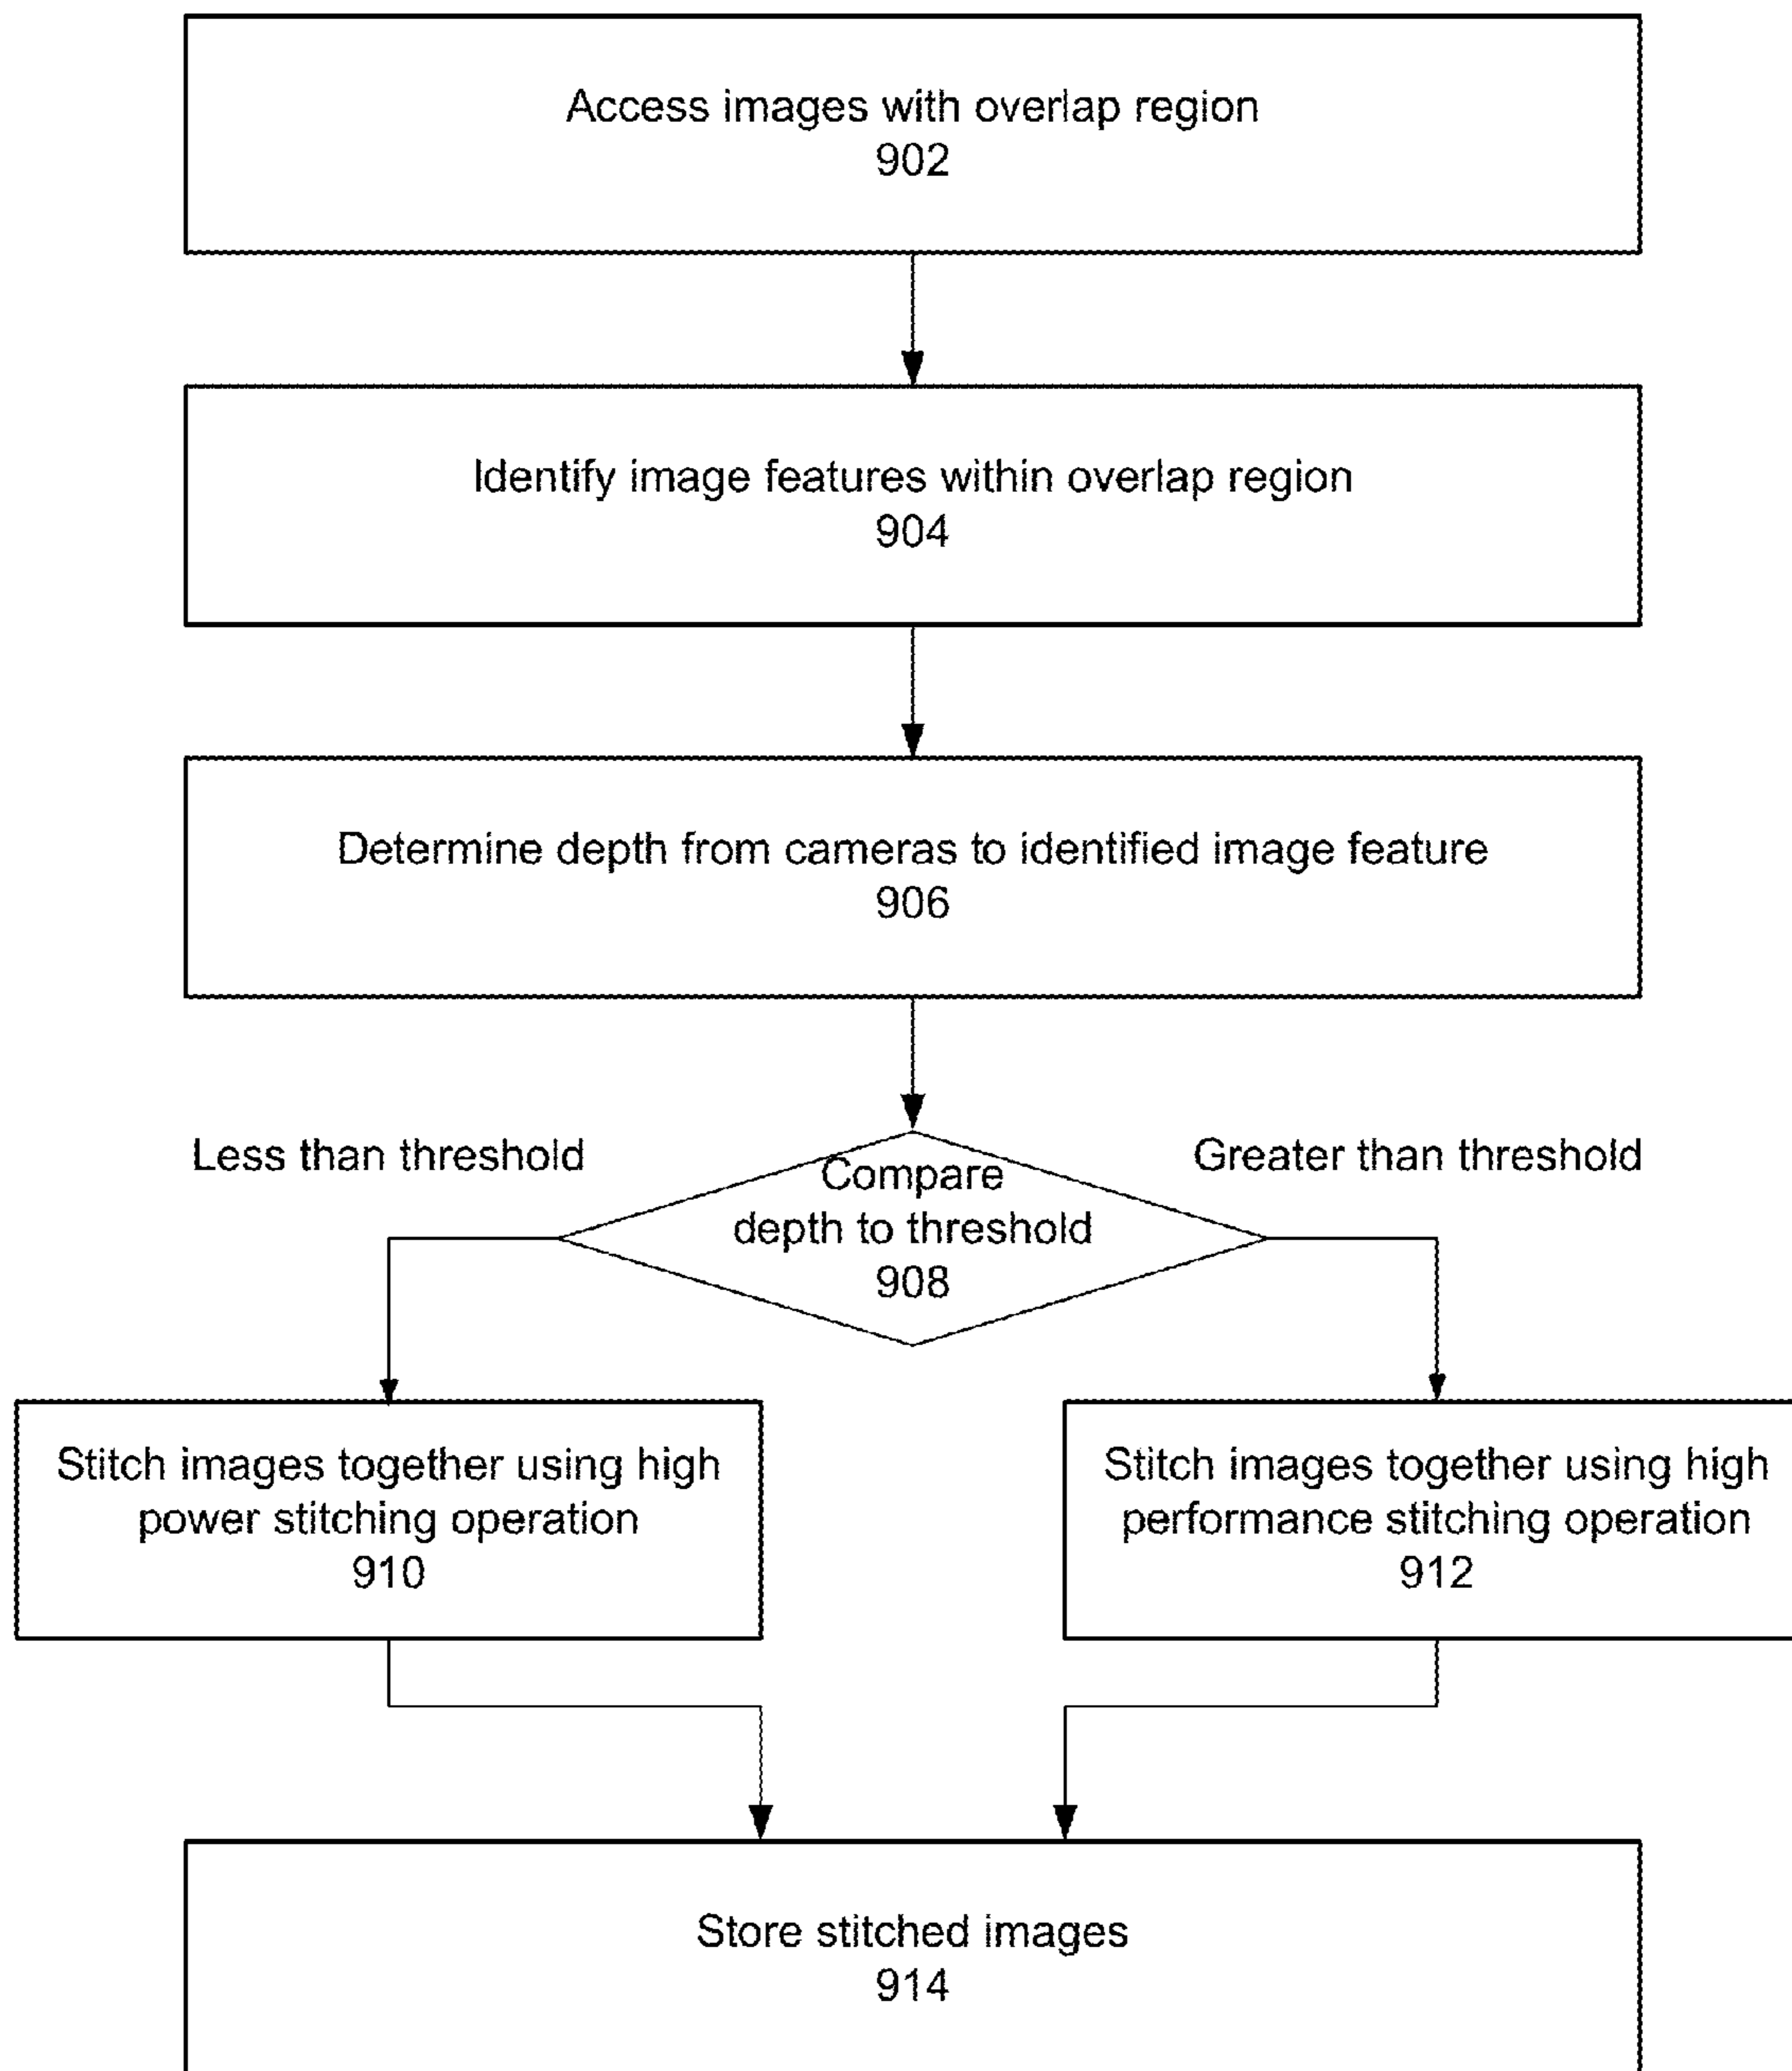 Access images with overlap region
902
Identify image features within overlap region
904
Determine depth from cameras to identified image feature
906
Less than threshold
Greater than threshold
Compare
depth to threshold
908
Stitch images together using high
power stitching operation
910
Stitch images together using high
performance stitching operation
912
Store stitched images
914